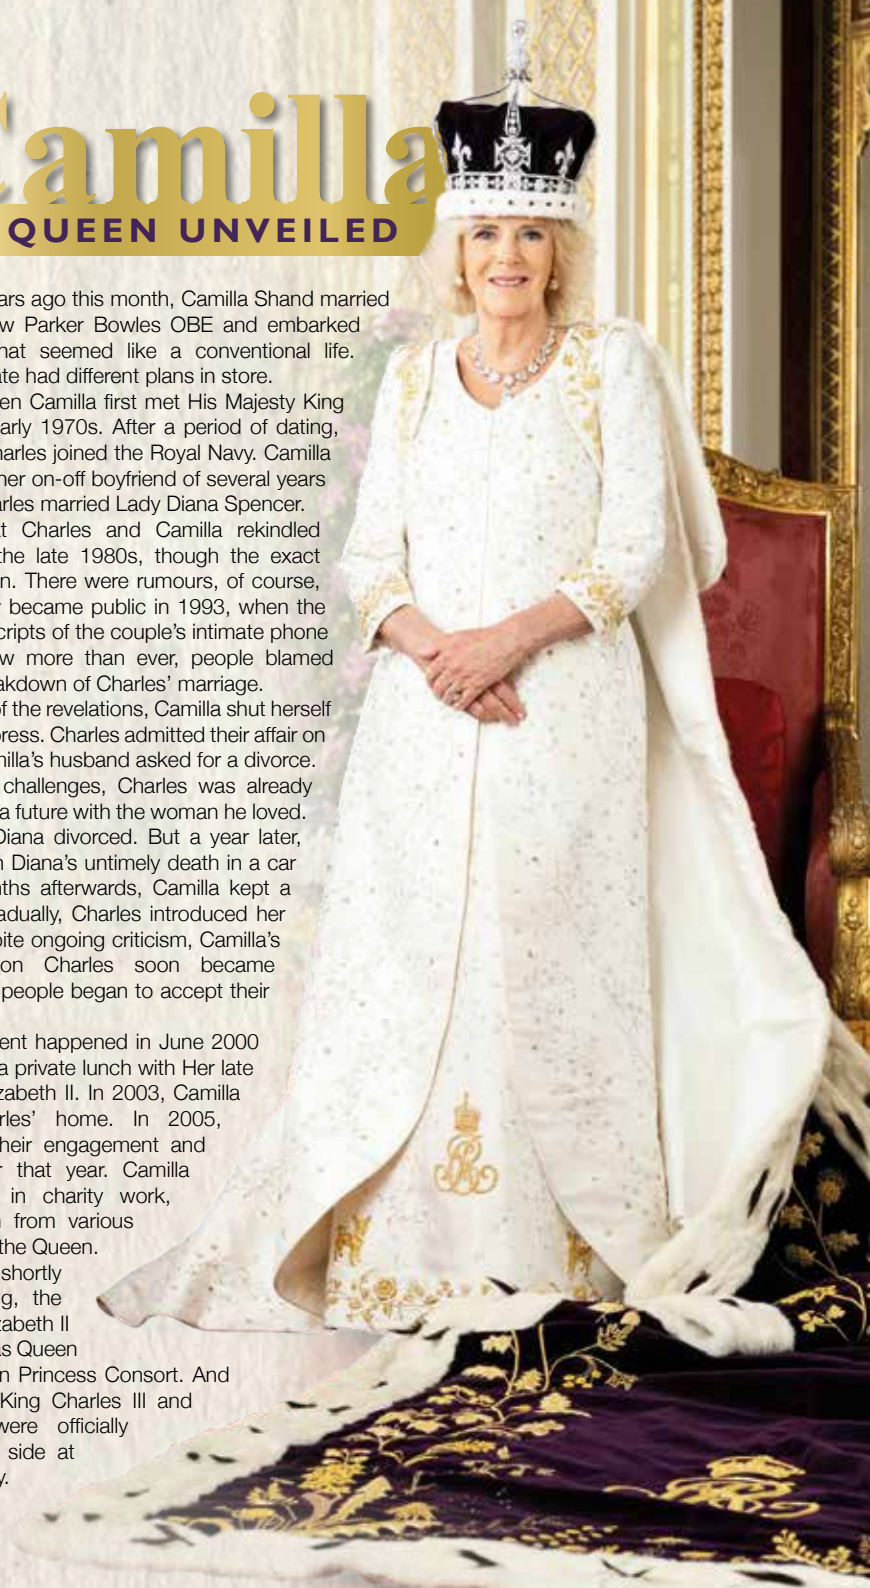 Camilla
QUEEN UNVEILED
ars ago this month, Camilla Shand married
w Parker Bowles OBE and embarked
hat seemed like a conventional life.
ate had different plans in store.
en Camilla first met His Majesty King
arly 1970s. After a period of dating,
harles joined the Royal Navy. Camilla
her on-off boyfriend of several years
arles married Lady Diana Spencer.
t Charles and Camilla rekindled
the late 1980s, though the exact
n. There were rumours, of course,
became public in 1993, when the
cripts of the couple's intimate phone
w more than ever, people blamed
akdown of Charles' marriage.
of the revelations, Camilla shut herself
press. Charles admitted their affair on
milla's husband asked for a divorce.
challenges, Charles was already
a future with the woman he loved.
Diana divorced. But a year later,
n Diana's untimely death in a car
nths afterwards, Camilla kept a
adually, Charles introduced her
pite ongoing criticism, Camilla's
on Charles soon became
people began to accept their
ent happened in June 2000
a private lunch with Her late
zabeth II. In 2003, Camilla
rles' home. In 2005,
their engagement and
r that year. Camilla
in charity work,
n from various
the Queen.
shortly
g, the
zabeth II
as Queen
n Princess Consort. And
King Charles III and
were officially
side at
y.